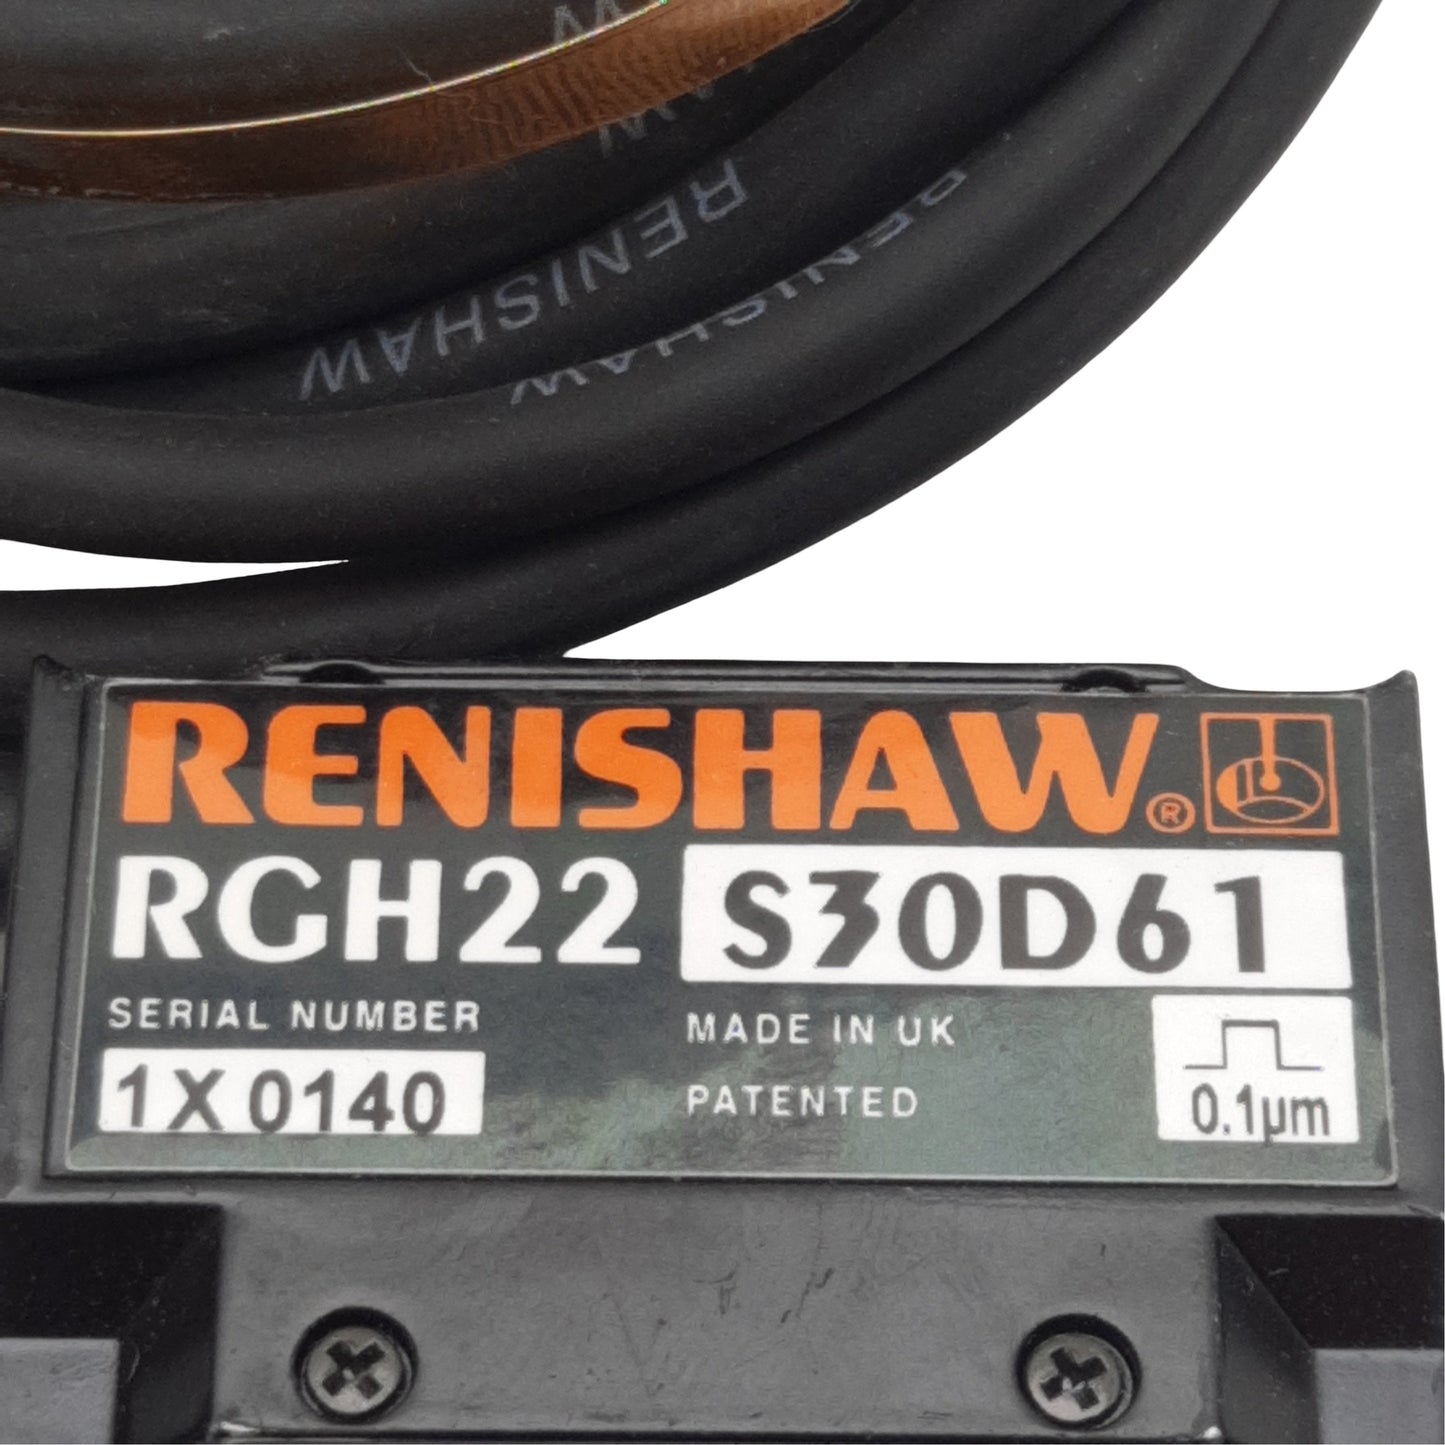 RENISHAW
RENISHAW
RENISHAW®
RGH22 S30D61
SERIAL NUMBER
1X0140
MADE IN UK
PATENTED
0.1µm